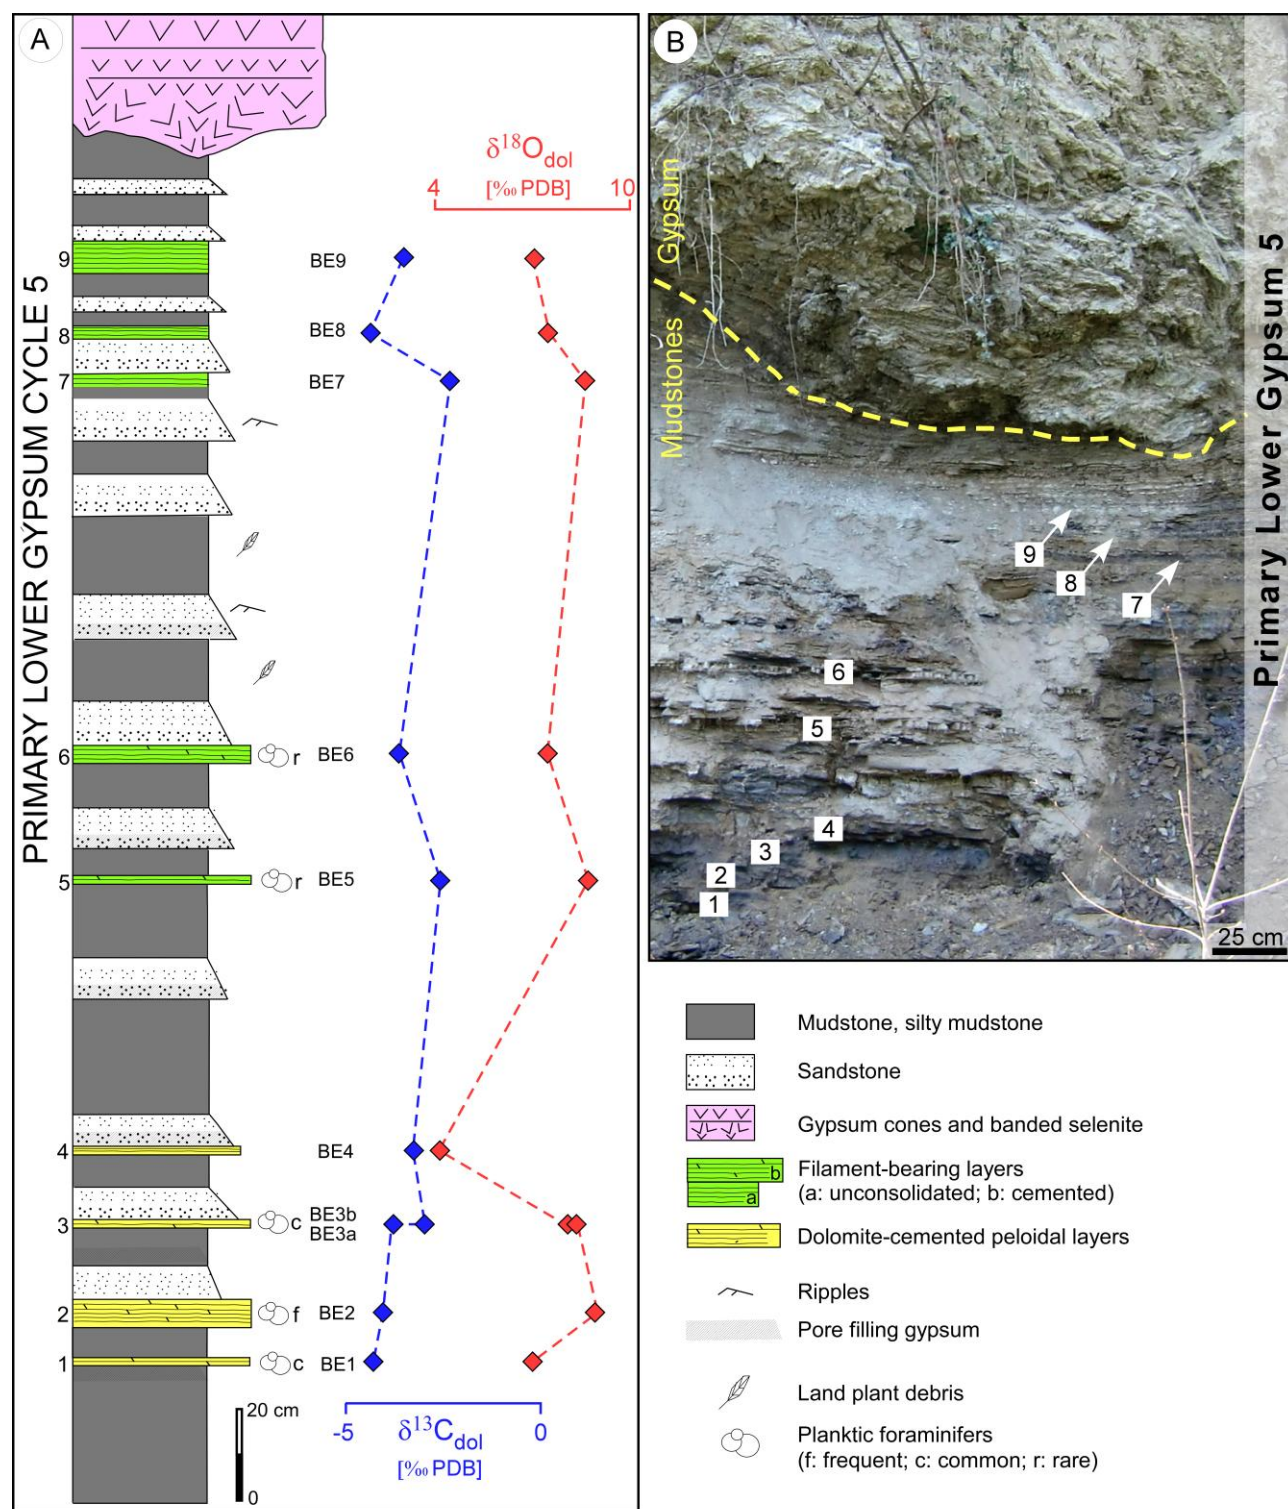 A
PRIMARY LOWER GYPSUM CYCLE 5
δ18Odol
[‰ PDB]
4
10
9
BE9
8
BE8
7
BE7
6
r
BE6
5
r
BE5
4
BE4
3
c
BE3b
BE3a
2
f
BE2
1
c
BE1
20 cm
0
-5
0
δ13Cdol
[‰ PDB]
B
Gypsum
Mudstones
Primary Lower Gypsum 5
9
8
7
6
5
4
3
2
1
25 cm
Mudstone, silty mudstone
Sandstone
Gypsum cones and banded selenite
b
a
Filament-bearing layers
(a: unconsolidated; b: cemented)
Dolomite-cemented peloidal layers
Ripples
Pore filling gypsum
Land plant debris
Planktic foraminifers
(f: frequent; c: common; r: rare)